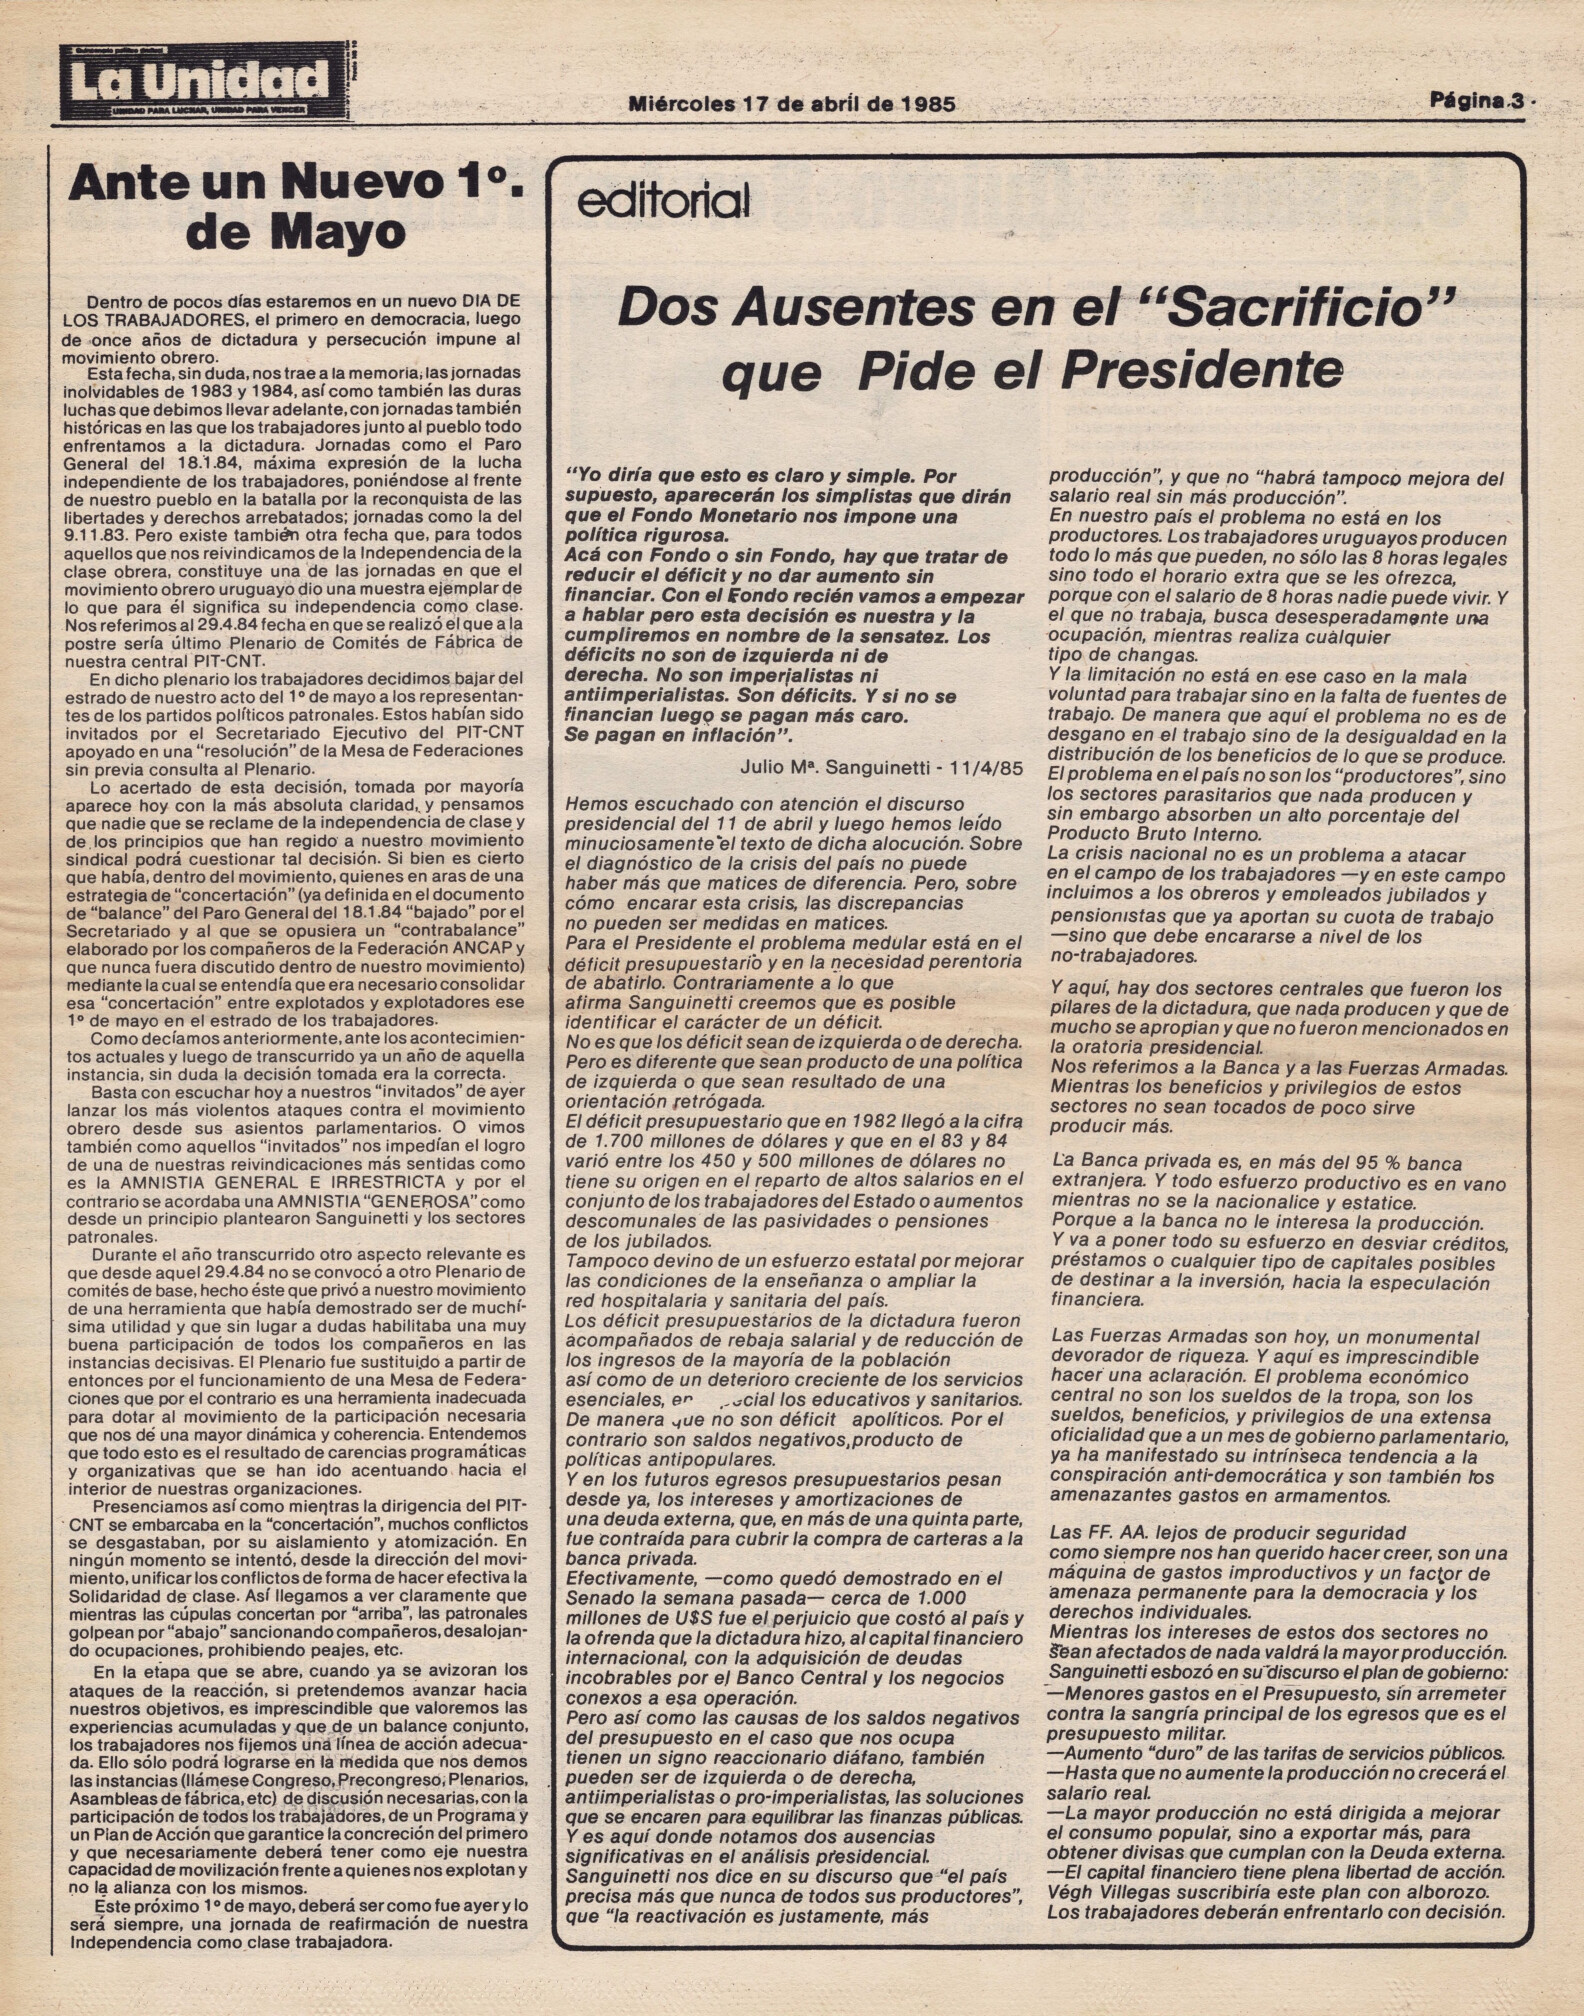 La Unidad
UNIDAD PARA LUCHAR, UNIDAD PARA VENCER
Miércoles 17 de abril de 1985
Página 3
Ante un Nuevo 1º.
de Mayo
Dentro de pocos días estaremos en un nuevo DIA DE
LOS TRABAJADORES, el primero en democracia, luego
de once años de dictadura y persecución impune al
movimiento obrero.
Esta fecha, sin duda, nos trae a la memoria, las jornadas
inolvidables de 1983 y 1984, así como también las duras
luchas que debimos llevar adelante, con jornadas también
históricas en las que los trabajadores junto al pueblo todo
enfrentamos a la dictadura. Jornadas como el Paro
General del 18.1.84, máxima expresión de la lucha
independiente de los trabajadores, poniéndose al frente
de nuestro pueblo en la batalla por la reconquista de las
libertades y derechos arrebatados; jornadas como la del
9.11.83. Pero existe también otra fecha que, para todos
aquellos que nos reivindicamos de la Independencia de la
clase obrera, constituye una de las jornadas en que el
movimiento obrero uruguayo dio una muestra ejemplar de
lo que para él significa su independencia como clase.
Nos referimos al 29.4.84 fecha en que se realizó el que a la
postre sería último Plenario de Comités de Fábrica de
nuestra central PIT-CNT.
En dicho plenario los trabajadores decidimos bajar del
estrado de nuestro acto del 1º de mayo a los representan-
tes de los partidos políticos patronales. Estos habían sido
invitados por el Secretariado Ejecutivo del PIT-CNT
apoyado en una "resolución" de la Mesa de Federaciones
sin previa consulta al Plenario.
Lo acertado de esta decisión, tomada por mayoría
aparece hoy con la más absoluta claridad, y pensamos
que nadie que se reclame de la independencia de clase y
de los principios que han regido a nuestro movimiento
sindical podrá cuestionar tal decisión. Si bien es cierto
que había, dentro del movimiento, quienes en aras de una
estrategia de "concertación" (ya definida en el documento
de "balance" del Paro General del 18.1.84 "bajado" por el
Secretariado y al que se opusiera un "contrabalance"
elaborado por los compañeros de la Federación ANCAP y
que nunca fuera discutido dentro de nuestro movimiento)
mediante la cual se entendía que era necesario consolidar
esa "concertación" entre explotados y explotadores ese
1º de mayo en el estrado de los trabajadores.
Como decíamos anteriormente, ante los acontecimien-
tos actuales y luego de transcurrido ya un año de aquella
instancia, sin duda la decisión tomada era la correcta.
Basta con escuchar hoy a nuestros "invitados" de ayer
lanzar los más violentos ataques contra el movimiento
obrero desde sus asientos parlamentarios. O vimos
también como aquellos "invitados" nos impedían el logro
de una de nuestras reivindicaciones más sentidas como
es la AMNISTIA GENERAL E IRRESTRICTA y por el
contrario se acordaba una AMNISTIA "GENEROSA" como
desde un principio plantearon Sanguinetti y los sectores
patronales.
Durante el año transcurrido otro aspecto relevante es
que desde aquel 29.4.84 no se convocó a otro Plenario de
comités de base, hecho éste que privó a nuestro movimiento
de una herramienta que había demostrado ser de muchí-
sima utilidad y que sin lugar a dudas habilitaba una muy
buena participación de todos los compañeros en las
instancias decisivas. El Plenario fue sustituido a partir de
entonces por el funcionamiento de una Mesa de Federa-
ciones que por el contrario es una herramienta inadecuada
para dotar al movimiento de la participación necesaria
que nos dé una mayor dinámica y coherencia. Entendemos
que todo esto es el resultado de carencias programáticas
y organizativas que se han ido acentuando hacia el
interior de nuestras organizaciones.
Presenciamos así como mientras la dirigencia del PIT-
CNT se embarcaba en la "concertación", muchos conflictos
se desgastaban, por su aislamiento y atomización. En
ningún momento se intentó, desde la dirección del movi-
miento, unificar los conflictos de forma de hacer efectiva la
Solidaridad de clase. Así llegamos a ver claramente que
mientras las cúpulas concertan por "arriba", las patronales
golpean por "abajo" sancionando compañeros, desalojan-
do ocupaciones, prohibiendo peajes, etc.
En la etapa que se abre, cuando ya se avizoran los
ataques de la reacción, si pretendemos avanzar hacia
nuestros objetivos, es imprescindible que valoremos las
experiencias acumuladas y que de un balance conjunto,
los trabajadores nos fijemos una línea de acción adecua-
da. Ello sólo podrá lograrse en la medida que nos demos
las instancias (llámese Congreso, Precongreso, Plenarios,
Asambleas de fábrica, etc) de discusión necesarias, con la
participación de todos los trabajadores, de un Programa y
un Plan de Acción que garantice la concreción del primero
y que necesariamente deberá tener como eje nuestra
capacidad de movilización frente a quienes nos explotan y
no la alianza con los mismos.
Este próximo 1º de mayo, deberá ser como fue ayer y lo
será siempre, una jornada de reafirmación de nuestra
Independencia como clase trabajadora.
editorial
Dos Ausentes en el "Sacrificio"
que Pide el Presidente
"Yo diría que esto es claro y simple. Por
supuesto, aparecerán los simplistas que dirán
que el Fondo Monetario nos impone una
política rigurosa.
Acá con Fondo o sin Fondo, hay que tratar de
reducir el déficit y no dar aumento sin
financiar. Con el Fondo recién vamos a empezar
a hablar pero esta decisión es nuestra y la
cumpliremos en nombre de la sensatez. Los
déficits no son de izquierda ni de
derecha. No son imperialistas ni
antiimperialistas. Son déficits. Y si no se
financian luego se pagan más caro.
Se pagan en inflación".
Julio Mª. Sanguinetti - 11/4/85
Hemos escuchado con atención el discurso
presidencial del 11 de abril y luego hemos leído
minuciosamente el texto de dicha alocución. Sobre
el diagnóstico de la crisis del país no puede
haber más que matices de diferencia. Pero, sobre
cómo encarar esta crisis, las discrepancias
no pueden ser medidas en matices.
Para el Presidente el problema medular está en el
déficit presupuestario y en la necesidad perentoria
de abatirlo. Contrariamente a lo que
afirma Sanguinetti creemos que es posible
identificar el carácter de un déficit.
No es que los déficit sean de izquierda o de derecha.
Pero es diferente que sean producto de una política
de izquierda o que sean resultado de una
orientación retrógada.
El déficit presupuestario que en 1982 llegó a la cifra
de 1.700 millones de dólares y que en el 83 y 84
varió entre los 450 y 500 millones de dólares no
tiene su origen en el reparto de altos salarios en el
conjunto de los trabajadores del Estado o aumentos
descomunales de las pasividades o pensiones
de los jubilados.
Tampoco devino de un esfuerzo estatal por mejorar
las condiciones de la enseñanza o ampliar la
red hospitalaria y sanitaria del país.
Los déficit presupuestarios de la dictadura fueron
acompañados de rebaja salarial y de reducción de
los ingresos de la mayoría de la población
así como de un deterioro creciente de los servicios
esenciales, en cial los educativos y sanitarios.
De manera que no son déficit apolíticos. Por el
contrario son saldos negativos, producto de
políticas antipopulares.
Y en los futuros egresos presupuestarios pesan
desde ya, los intereses y amortizaciones de
una deuda externa, que, en más de una quinta parte,
fue contraída para cubrir la compra de carteras a la
banca privada.
Efectivamente, —como quedó demostrado en el
Senado la semana pasada— cerca de 1.000
millones de U$S fue el perjuicio que costó al país y
la ofrenda que la dictadura hizo, al capital financiero
internacional, con la adquisición de deudas
incobrables por el Banco Central y los negocios
conexos a esa operación.
Pero así como las causas de los saldos negativos
del presupuesto en el caso que nos ocupa
tienen un signo reaccionario diáfano, también
pueden ser de izquierda o de derecha,
antiimperialistas o pro-imperialistas, las soluciones
que se encaren para equilibrar las finanzas públicas.
Y es aquí donde notamos dos ausencias
significativas en el análisis presidencial.
Sanguinetti nos dice en su discurso que "el país
precisa más que nunca de todos sus productores",
que "la reactivación es justamente, más
producción", y que no "habrá tampoco mejora del
salario real sin más producción".
En nuestro país el problema no está en los
productores. Los trabajadores uruguayos producen
todo lo más que pueden, no sólo las 8 horas legales
sino todo el horario extra que se les ofrezca,
porque con el salario de 8 horas nadie puede vivir. Y
el que no trabaja, busca desesperadamente una
ocupación, mientras realiza cualquier
tipo de changas.
Y la limitación no está en ese caso en la mala
voluntad para trabajar sino en la falta de fuentes de
trabajo. De manera que aquí el problema no es de
desgano en el trabajo sino de la desigualdad en la
distribución de los beneficios de lo que se produce.
El problema en el país no son los "productores", sino
los sectores parasitarios que nada producen y
sin embargo absorben un alto porcentaje del
Producto Bruto Interno.
La crisis nacional no es un problema a atacar
en el campo de los trabajadores —y en este campo
incluimos a los obreros y empleados jubilados y
pensionistas que ya aportan su cuota de trabajo
—sino que debe encararse a nivel de los
no-trabajadores.
Y aquí, hay dos sectores centrales que fueron los
pilares de la dictadura, que nada producen y que de
mucho se apropian y que no fueron mencionados en
la oratoria presidencial.
Nos referimos a la Banca y a las Fuerzas Armadas.
Mientras los beneficios y privilegios de estos
sectores no sean tocados de poco sirve
producir más.
La Banca privada es, en más del 95 % banca
extranjera. Y todo esfuerzo productivo es en vano
mientras no se la nacionalice y estatice.
Porque a la banca no le interesa la producción.
Y va a poner todo su esfuerzo en desviar créditos,
préstamos o cualquier tipo de capitales posibles
de destinar a la inversión, hacia la especulación
financiera.
Las Fuerzas Armadas son hoy, un monumental
devorador de riqueza. Y aquí es imprescindible
hacer una aclaración. El problema económico
central no son los sueldos de la tropa, son los
sueldos, beneficios, y privilegios de una extensa
oficialidad que a un mes de gobierno parlamentario,
ya ha manifestado su intrínseca tendencia a la
conspiración anti-democrática y son también los
amenazantes gastos en armamentos.
Las FF. AA. lejos de producir seguridad
como siempre nos han querido hacer creer, son una
máquina de gastos improductivos y un factor de
amenaza permanente para la democracia y los
derechos individuales.
Mientras los intereses de estos dos sectores no
sean afectados de nada valdrá la mayor producción.
Sanguinetti esbozó en su discurso el plan de gobierno:
—Menores gastos en el Presupuesto, sin arremeter
contra la sangría principal de los egresos que es el
presupuesto militar.
—Aumento "duro" de las tarifas de servicios públicos.
—Hasta que no aumente la producción no crecerá el
salario real.
—La mayor producción no está dirigida a mejorar
el consumo popular, sino a exportar más, para
obtener divisas que cumplan con la Deuda externa.
—El capital financiero tiene plena libertad de acción.
Végh Villegas suscribiría este plan con alborozo.
Los trabajadores deberán enfrentarlo con decisión.